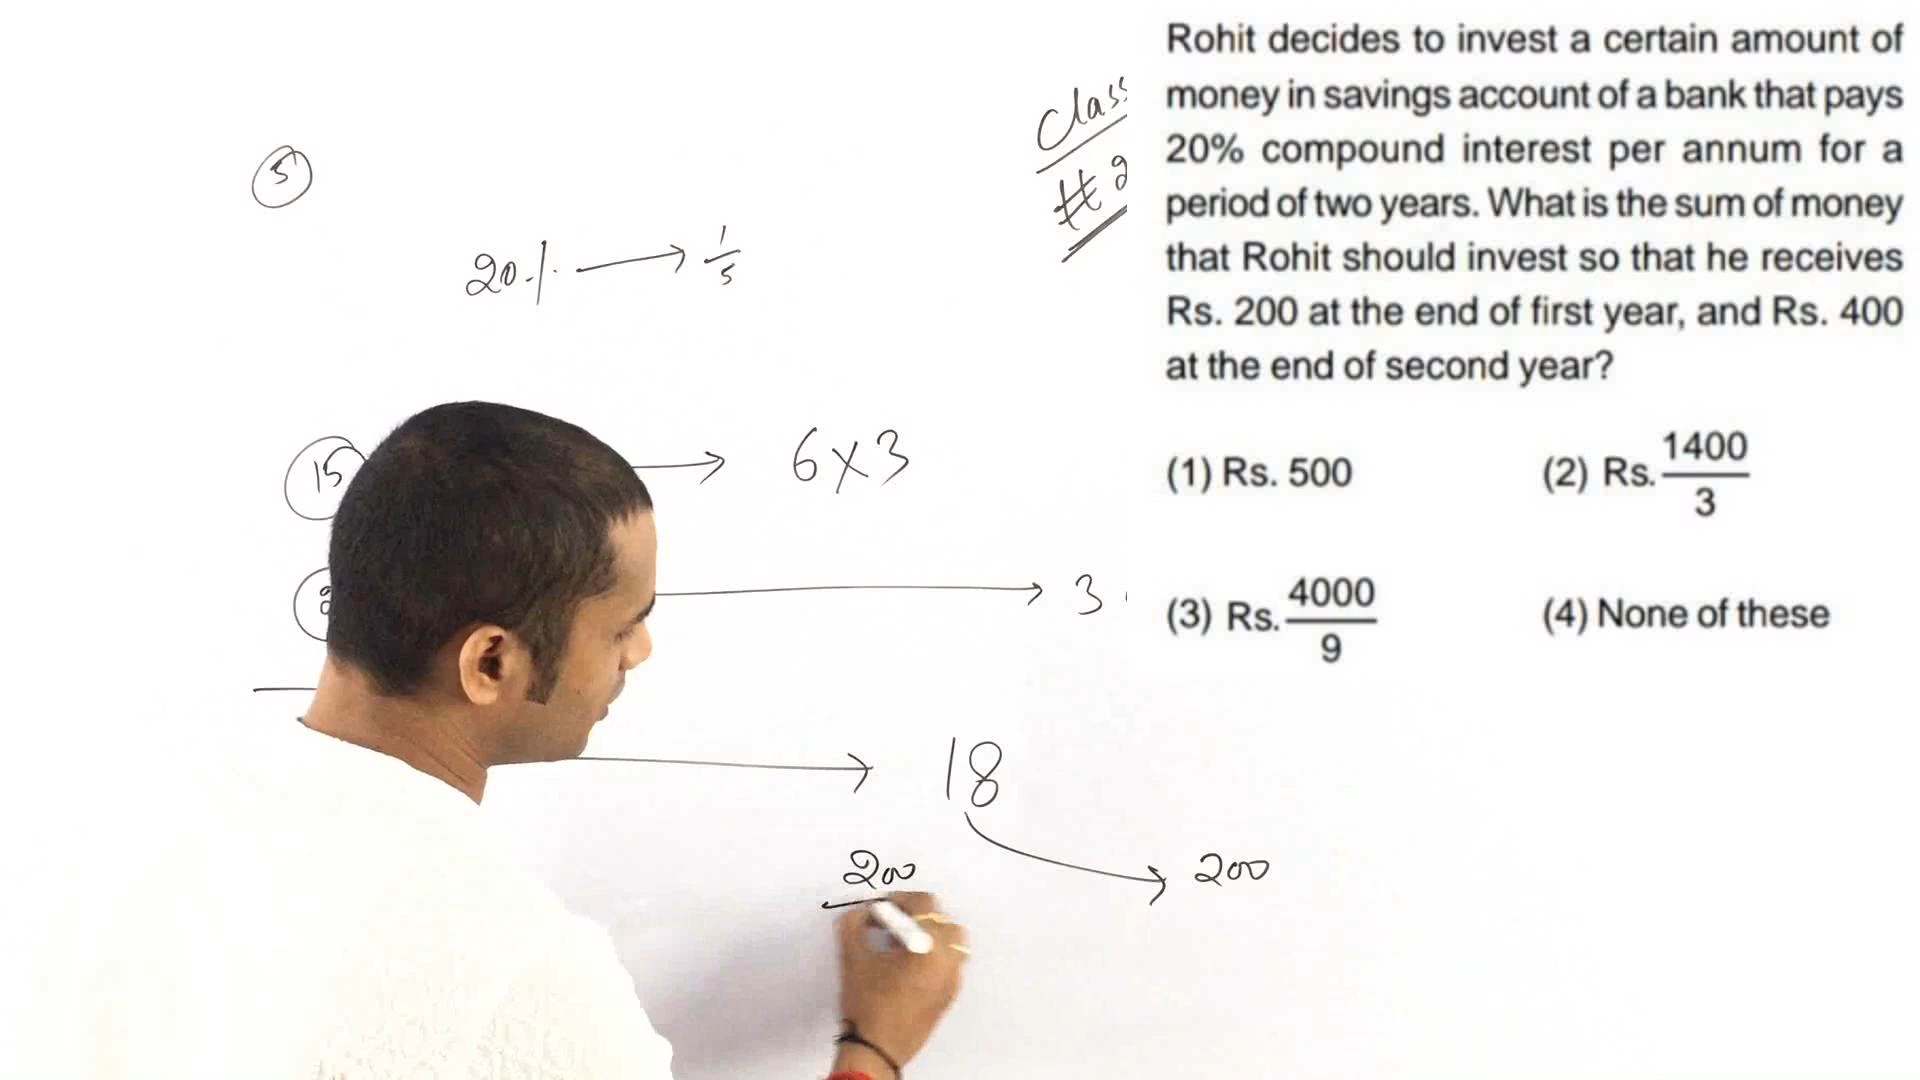 Rohit decides to invest a certain amount of
money in savings account of a bank that pays
20% compound interest per annum for a
period of two years. What is the sum of money
that Rohit should invest so that he receives
Rs. 200 at the end of first year, and Rs. 400
at the end of second year?
(1) Rs. 500
(2) Rs. 1400/3
(3) Rs. 4000/9
(4) None of these
Class
# 2
5
20% → 1/5
15 → 6×3
→ 3
→ 18
200 → 200